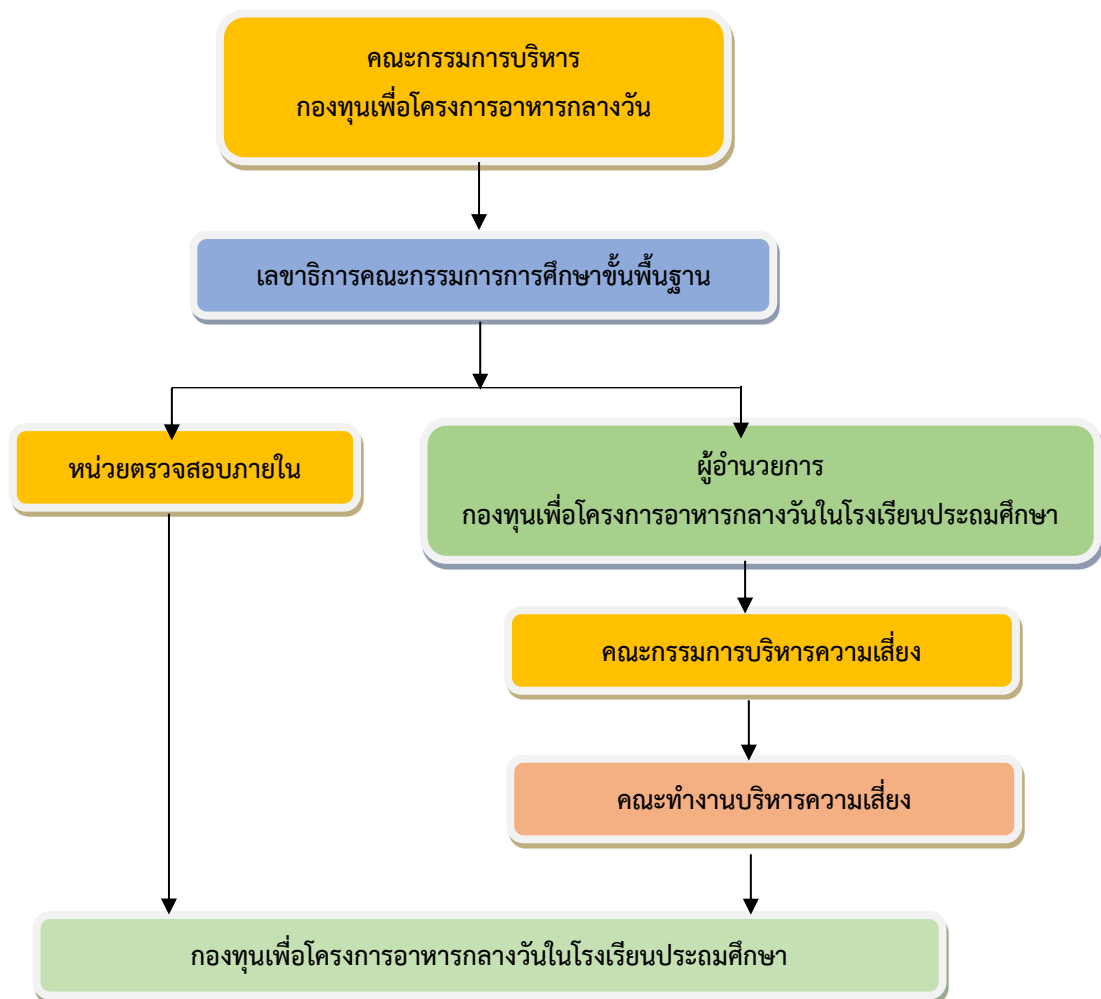 คณะกรรมการบริหาร
กองทุนเพื่อโครงการอาหารกลางวัน
เลขาธิการคณะกรรมการการศึกษาขั้นพื้นฐาน
หน่วยตรวจสอบภายใน
ผู้อำนวยการ
กองทุนเพื่อโครงการอาหารกลางวันในโรงเรียนประถมศึกษา
คณะกรรมการบริหารความเสี่ยง
คณะทำงานบริหารความเสี่ยง
กองทุนเพื่อโครงการอาหารกลางวันในโรงเรียนประถมศึกษา